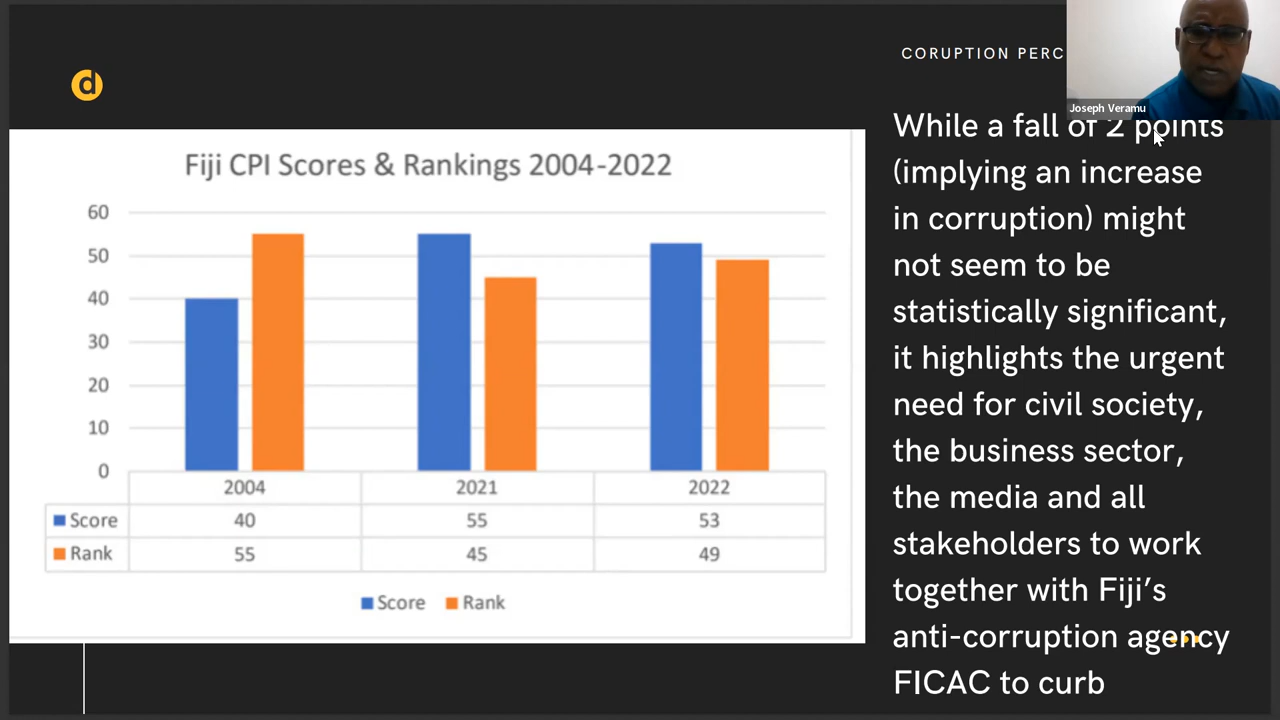 CORUPTION PERC
Joseph Veramu
d
While a fall of 2 points
(implying an increase
in corruption) might
not seem to be
statistically significant,
it highlights the urgent
need for civil society,
the business sector,
the media and all
stakeholders to work
together with Fiji’s
anti-corruption agency
FICAC to curb
Fiji CPI Scores & Rankings 2004-2022
60
50
40
30
20
10
0
2004 2021 2022
Score 40 55 53
Rank 55 45 49
Score Rank